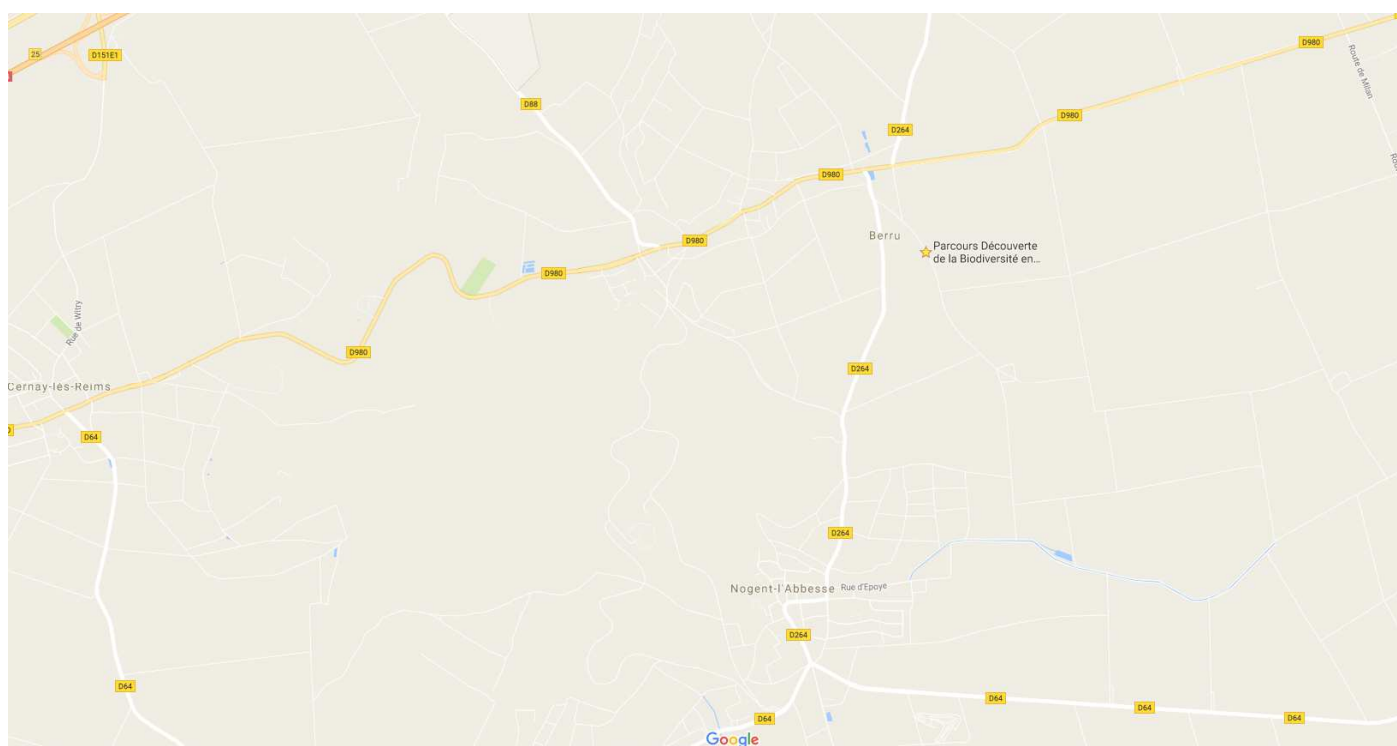 D980
25
D151E1
Route de Milan
D88
D980
D264
D980
Rou
Berru
D980
Parcours Découverte
de la Biodiversité en...
D980
Rue de Witry
D980
D264
Cernay-les-Reims
D64
D264
Nogent-l'Abbesse
Rue d'Epoye
D264
D64
D64
D64
D64
D64
Google